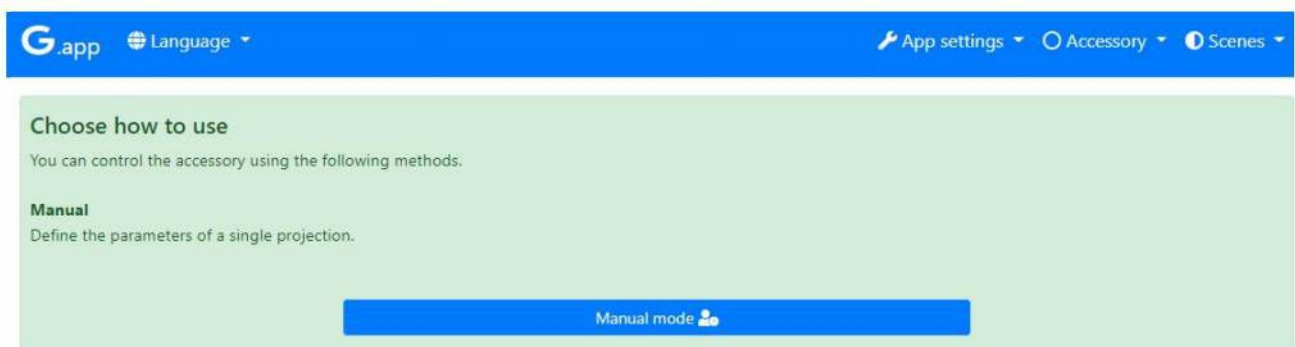 G.app Language App settings Accessory Scenes
Choose how to use
You can control the accessory using the following methods.
Manual
Define the parameters of a single projection.
Manual mode